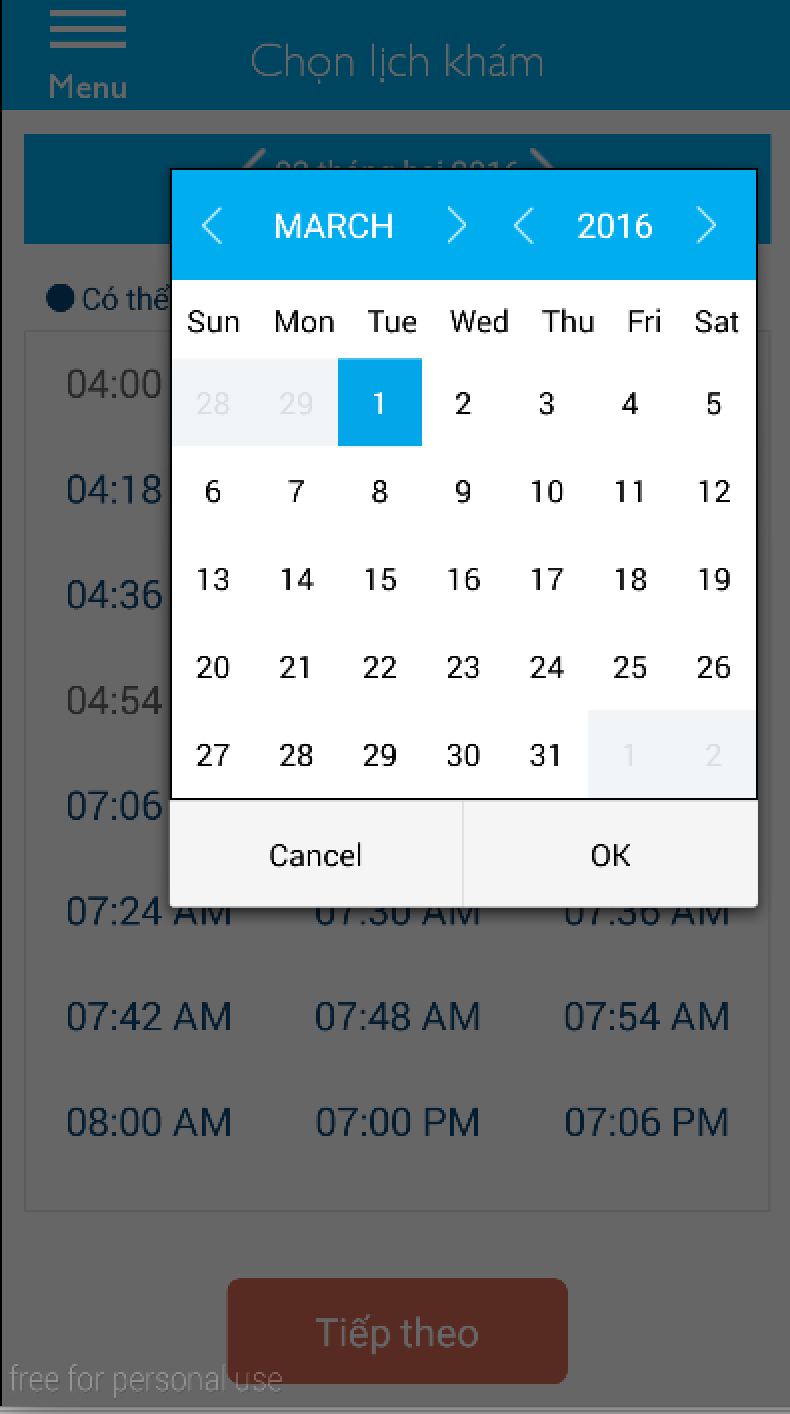 Menu
Chọn lịch khám
02 tháng hai 2016
MARCH 2016
Có thể
Sun Mon Tue Wed Thu Fri Sat
28 29 1 2 3 4 5
6 7 8 9 10 11 12
13 14 15 16 17 18 19
20 21 22 23 24 25 26
27 28 29 30 31 1 2
Cancel OK
04:00
04:18
04:36
04:54
07:06
07:24 AM 07:30 AM 07:36 AM
07:42 AM 07:48 AM 07:54 AM
08:00 AM 07:00 PM 07:06 PM
Tiếp theo
free for personal use